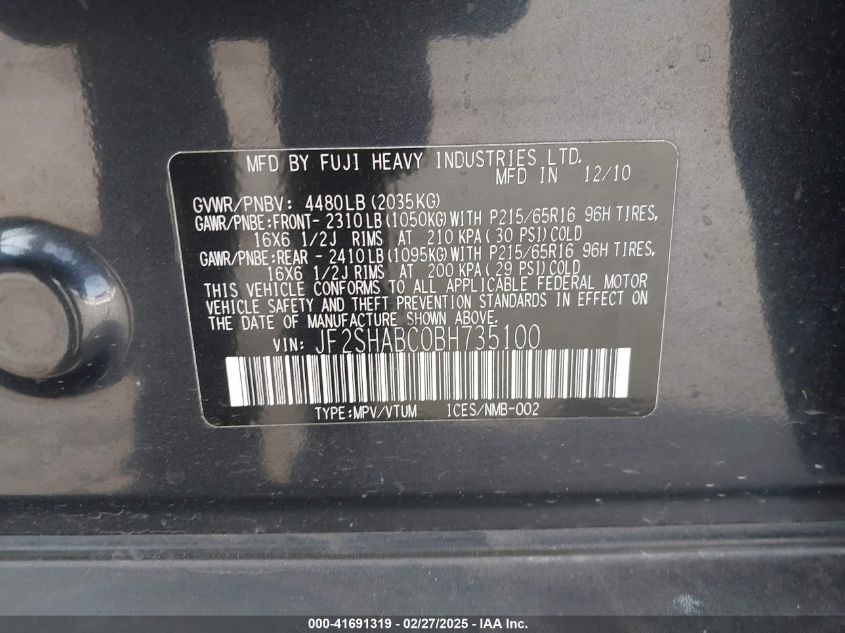 MFD BY FUJI HEAVY INDUSTRIES LTD.
MFD IN 12/10
GVWR/PNBV: 4480LB(2035KG)
GAWR/PNBE:FRONT- 2310LB(1050KG)WITH P215/65R16 96H TIRES,
16X6 1/2J RIMS AT 210 KPA(30 PSI)COLD
GAWR/PNBE:REAR - 2410LB(1095KG)WITH P215/65R16 96H TIRES,
16X6 1/2J RIMS AT 200 KPA(29 PSI)COLD
THIS VEHICLE CONFORMS TO ALL APPLICABLE FEDERAL MOTOR
VEHICLE SAFETY AND THEFT PREVENTION STANDARDS IN EFFECT ON
THE DATE OF MANUFACTURE SHOWN ABOVE.
VIN: JF2SHABC0BH735100
TYPE:MPV/VTUM ICES/NMB-002
000-41691319 / 02/27/2025 - IAA Inc.